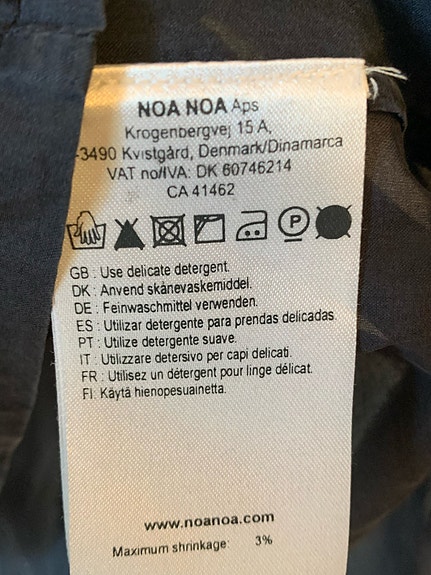 NOA NOA Aps
Krogenbergvej 15 A,
-3490 Kvistgård, Denmark/Dinamarca
VAT no/IVA: DK 60746214
CA 41462
P
GB : Use delicate detergent.
DK : Anvend skånevaskemiddel.
DE : Feinwaschmittel verwenden.
ES : Utilizar detergente para prendas delicadas.
PT : Utilize detergente suave.
IT : Utilizzare detersivo per capi delicati.
FR : Utilisez un détergent pour linge délicat.
FI: Käytä hienopesuainetta.
www.noanoa.com
Maximum shrinkage: 3%